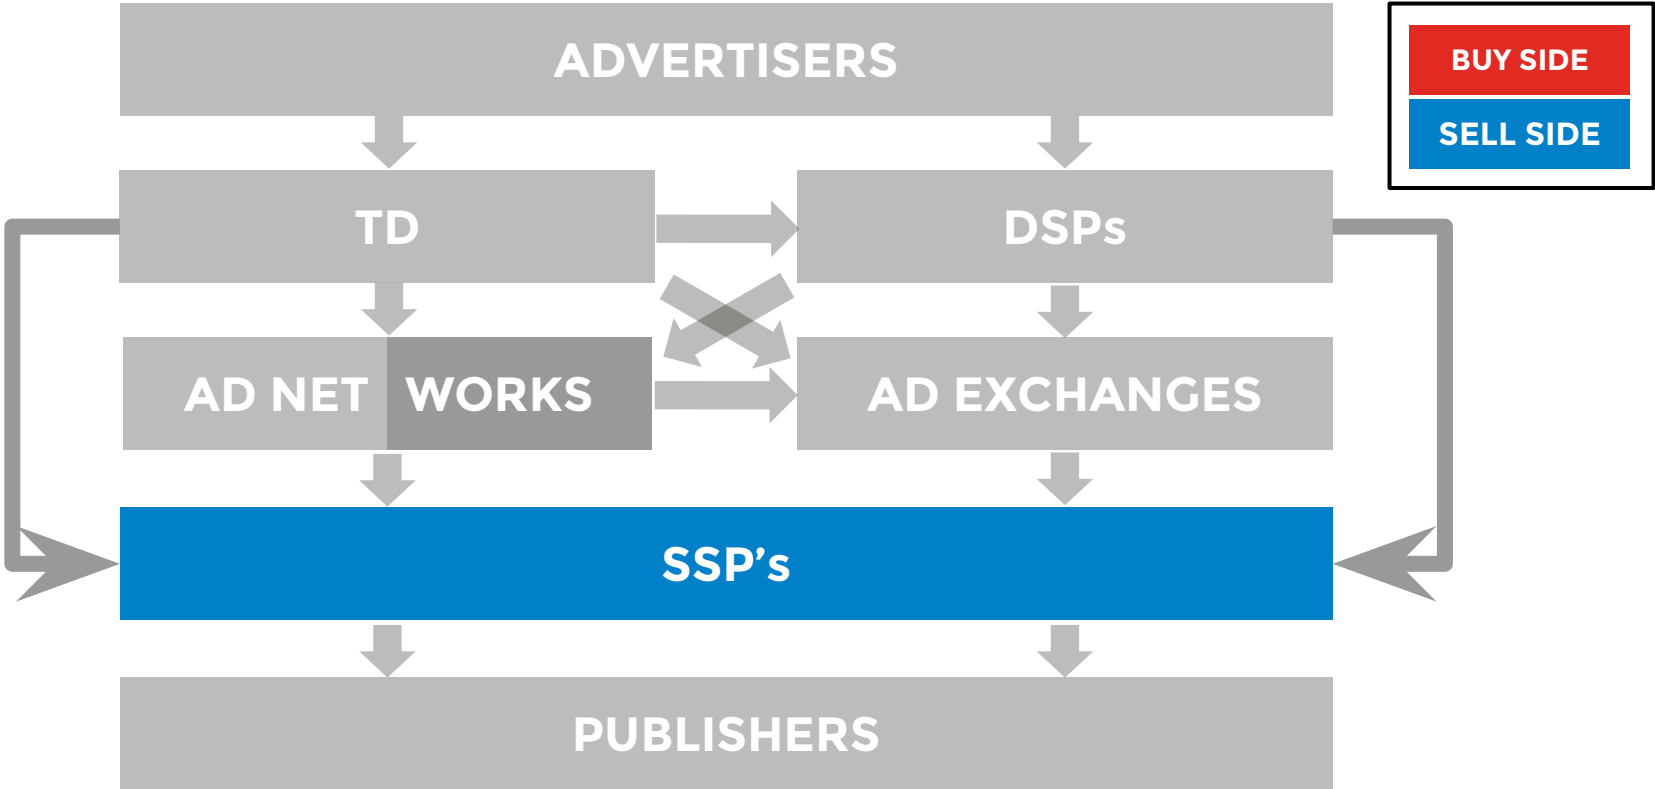 ADVERTISERS
BUY SIDE
SELL SIDE
TD
DSPs
AD NET WORKS
AD EXCHANGES
SSP’s
PUBLISHERS